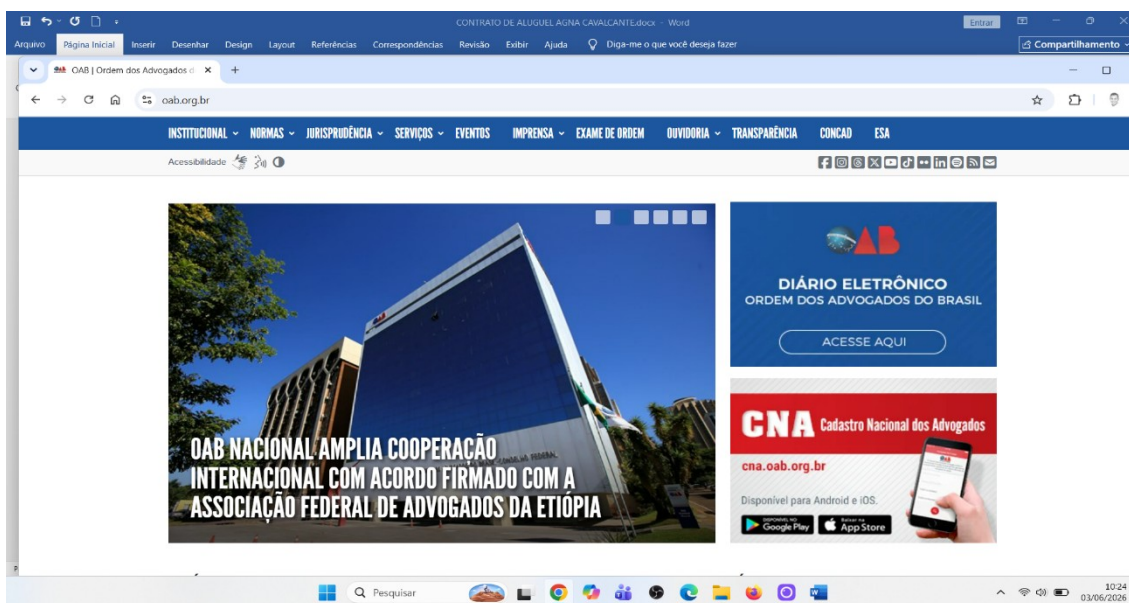 CONTRATO DE ALUGUEL AGNA CAVALCANTE.docx - Word
Entrar
Arquivo Página Inicial Inserir Desenhar Design Layout Referências Correspondências Revisão Exibir Ajuda Diga-me o que você deseja fazer Compartilhamento
OAB | Ordem dos Advogados d
oab.org.br
INSTITUCIONAL NORMAS JURISPRUDÊNCIA SERVIÇOS EVENTOS IMPRENSA EXAME DE ORDEM OUVIDORIA TRANSPARÊNCIA CONCAD ESA
Acessibilidade
OAB NACIONAL AMPLIA COOPERAÇÃO
INTERNACIONAL COM ACORDO FIRMADO COM A
ASSOCIAÇÃO FEDERAL DE ADVOGADOS DA ETIÓPIA
OAB
DIÁRIO ELETRÔNICO
ORDEM DOS ADVOGADOS DO BRASIL
ACESSE AQUI
CNA Cadastro Nacional dos Advogados
cna.oab.org.br
Disponível para Android e iOS.
DISPONÍVEL NO
Google Play
Baixar na
App Store
Pesquisar
10:24
03/06/2026